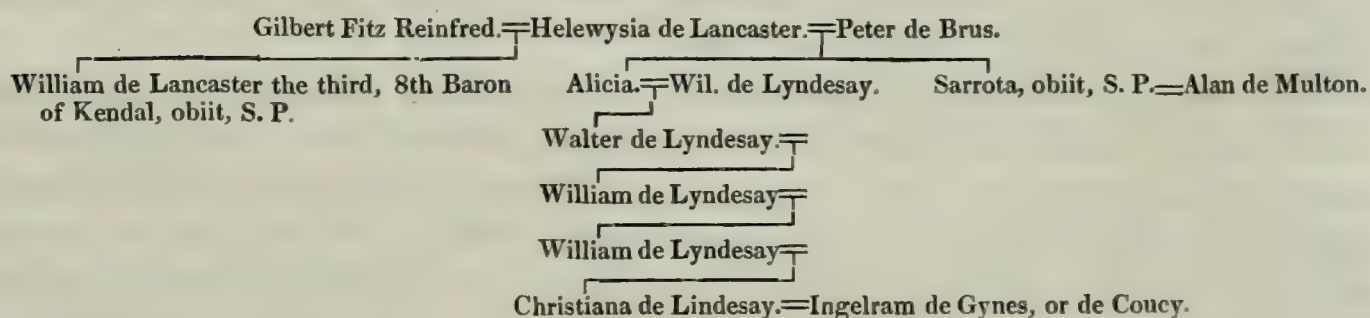 Gilbert Fitz Reinfred.=Helewysia de Lancaster.=Peter de Brus.
William de Lancaster the third, 8th Baron of Kendal, obiit, S. P.
Alicia.=Wil. de Lyndesay.
Sarrota, obiit, S. P.=Alan de Multon.
Walter de Lyndesay.=
William de Lyndesay=
William de Lyndesay=
Christiana de Lindesay.=Ingelram de Gynes, or de Coucy.